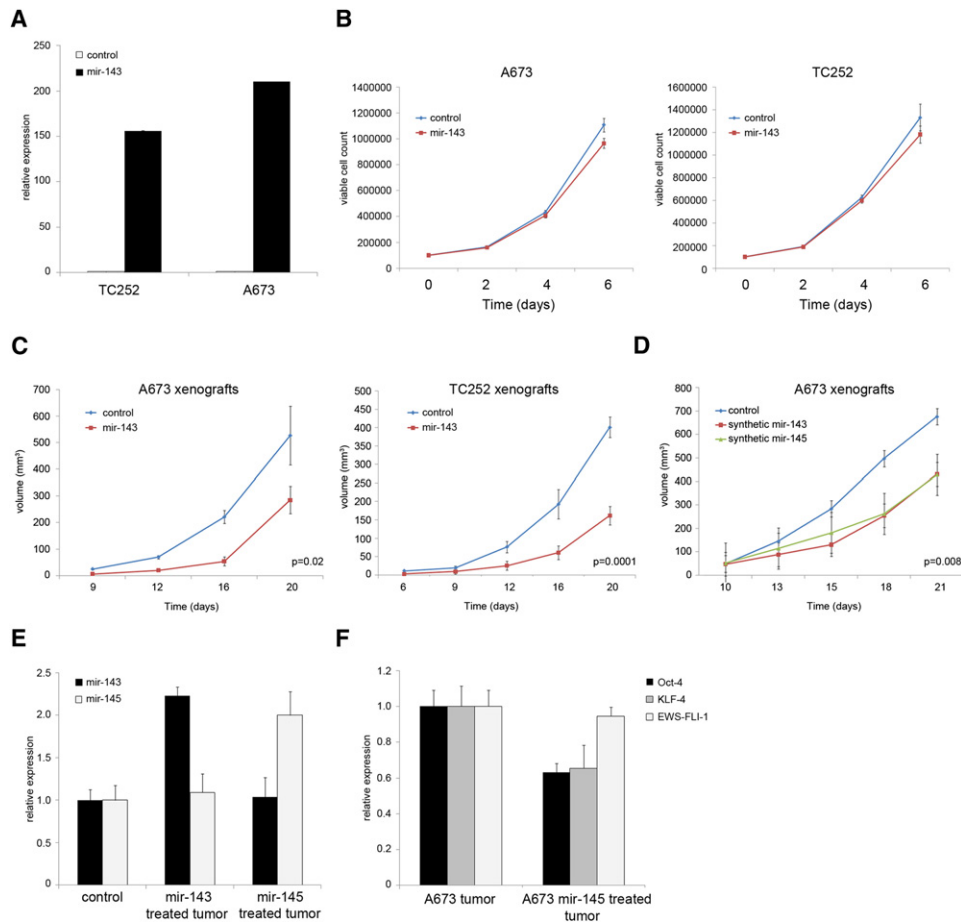 A
control
mir-143
relative expression
250
200
150
100
50
0
TC252
A673
B
A673
control
mir-143
viable cell count
1200000
1000000
800000
600000
400000
200000
0
0 2 4 6
Time (days)
TC252
control
mir-143
viable cell count
1600000
1400000
1200000
1000000
800000
600000
400000
200000
0
0 2 4 6
Time (days)
C
A673 xenografts
control
mir-143
volume (mm³)
700
600
500
400
300
200
100
0
p=0.02
9 12 16 20
Time (days)
TC252 xenografts
control
mir-143
volume (mm³)
500
450
400
350
300
250
200
150
100
50
0
p=0.0001
6 9 12 16 20
Time (days)
D
A673 xenografts
control
synthetic mir-143
synthetic mir-145
volume (mm³)
800
700
600
500
400
300
200
100
0
p=0.008
10 13 15 18 21
Time (days)
E
mir-143
mir-145
relative expression
2.5
2.0
1.5
1.0
0.5
0.0
control
mir-143
treated tumor
mir-145
treated tumor
F
Oct-4
KLF-4
EWS-FLI-1
relative expression
1.2
1.0
0.8
0.6
0.4
0.2
0.0
A673 tumor
A673 mir-145 treated
tumor